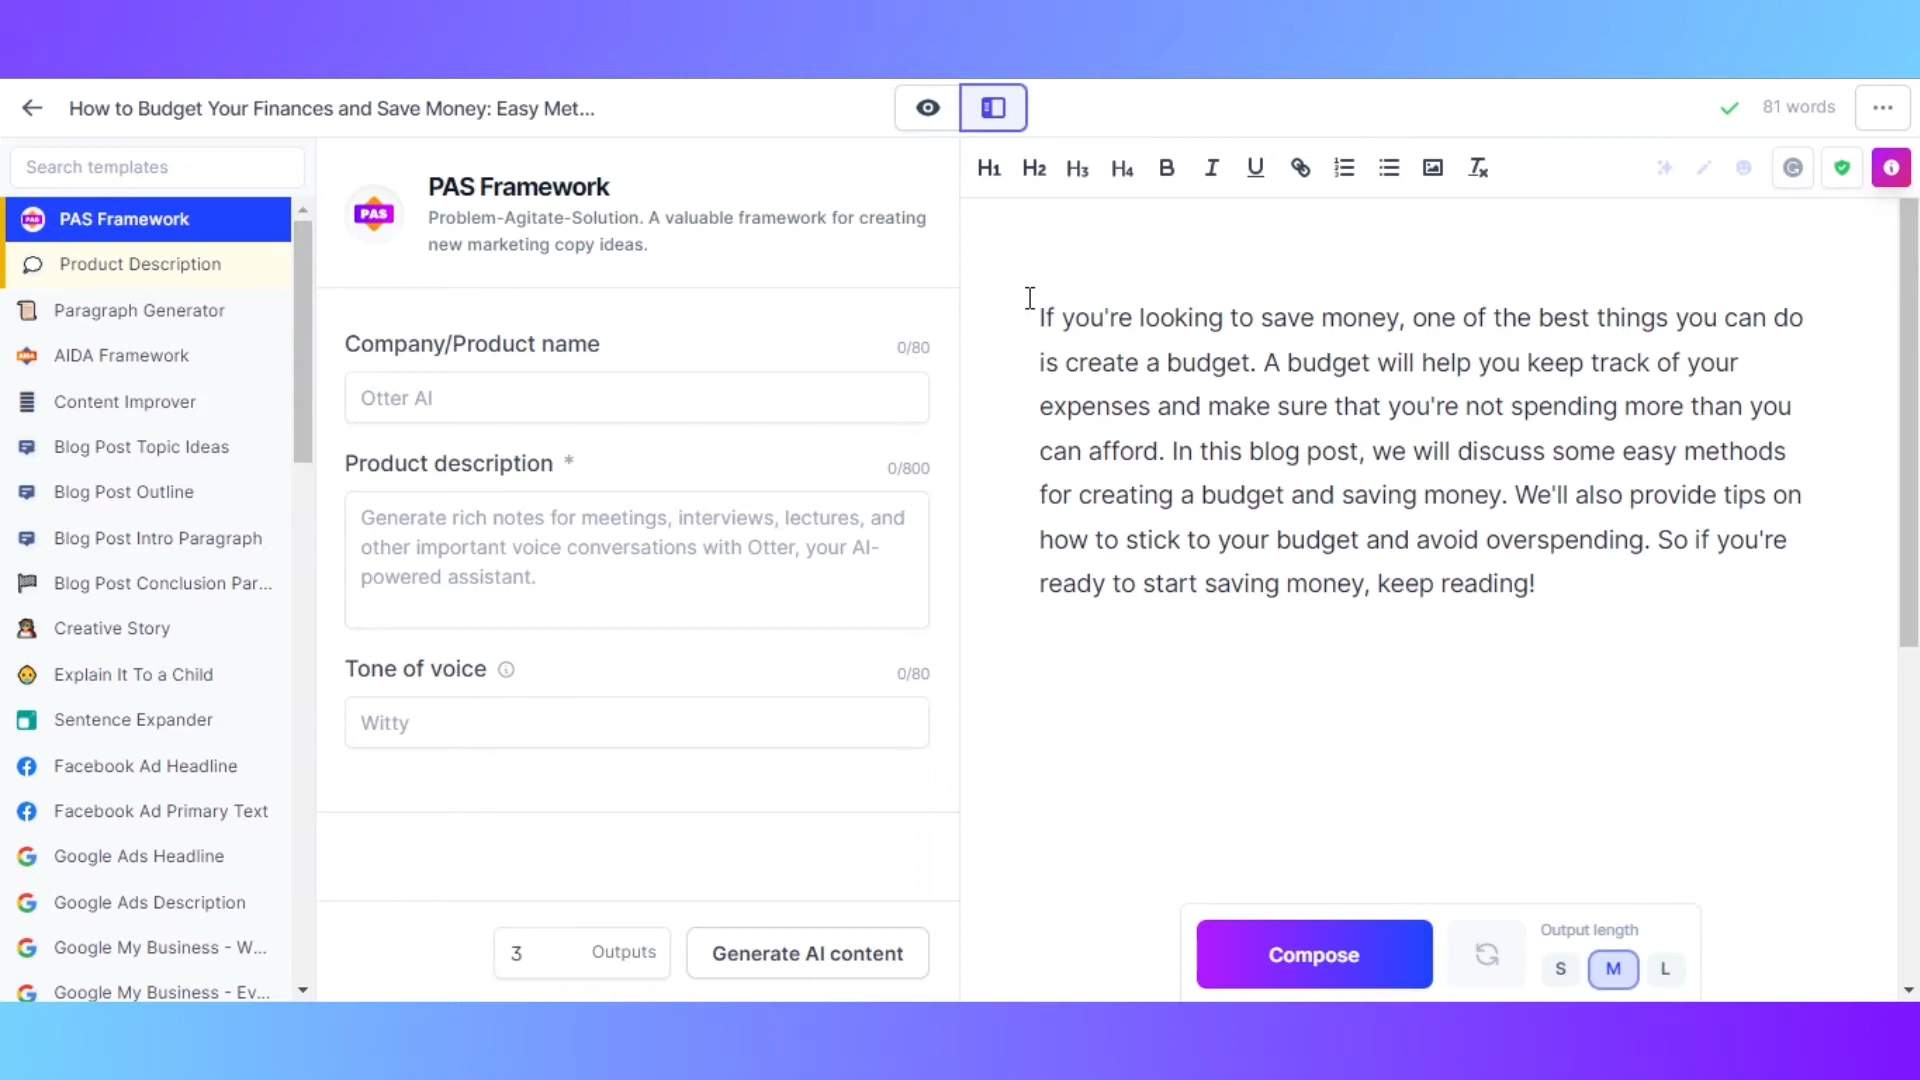 How to Budget Your Finances and Save Money: Easy Met...
81 words
Search templates
PAS Framework
Product Description
Paragraph Generator
AIDA Framework
Content Improver
Blog Post Topic Ideas
Blog Post Outline
Blog Post Intro Paragraph
Blog Post Conclusion Par...
Creative Story
Explain It To a Child
Sentence Expander
Facebook Ad Headline
Facebook Ad Primary Text
Google Ads Headline
Google Ads Description
Google My Business - W...
Google My Business - Ev...
PAS
PAS Framework
Problem-Agitate-Solution. A valuable framework for creating
new marketing copy ideas.
Company/Product name
0/80
Otter AI
Product description *
0/800
Generate rich notes for meetings, interviews, lectures, and
other important voice conversations with Otter, your AI-
powered assistant.
Tone of voice
0/80
Witty
3 Outputs
Generate AI content
H1 H2 H3 H4 B I U
If you're looking to save money, one of the best things you can do
is create a budget. A budget will help you keep track of your
expenses and make sure that you're not spending more than you
can afford. In this blog post, we will discuss some easy methods
for creating a budget and saving money. We'll also provide tips on
how to stick to your budget and avoid overspending. So if you're
ready to start saving money, keep reading!
Compose
Output length
S M L